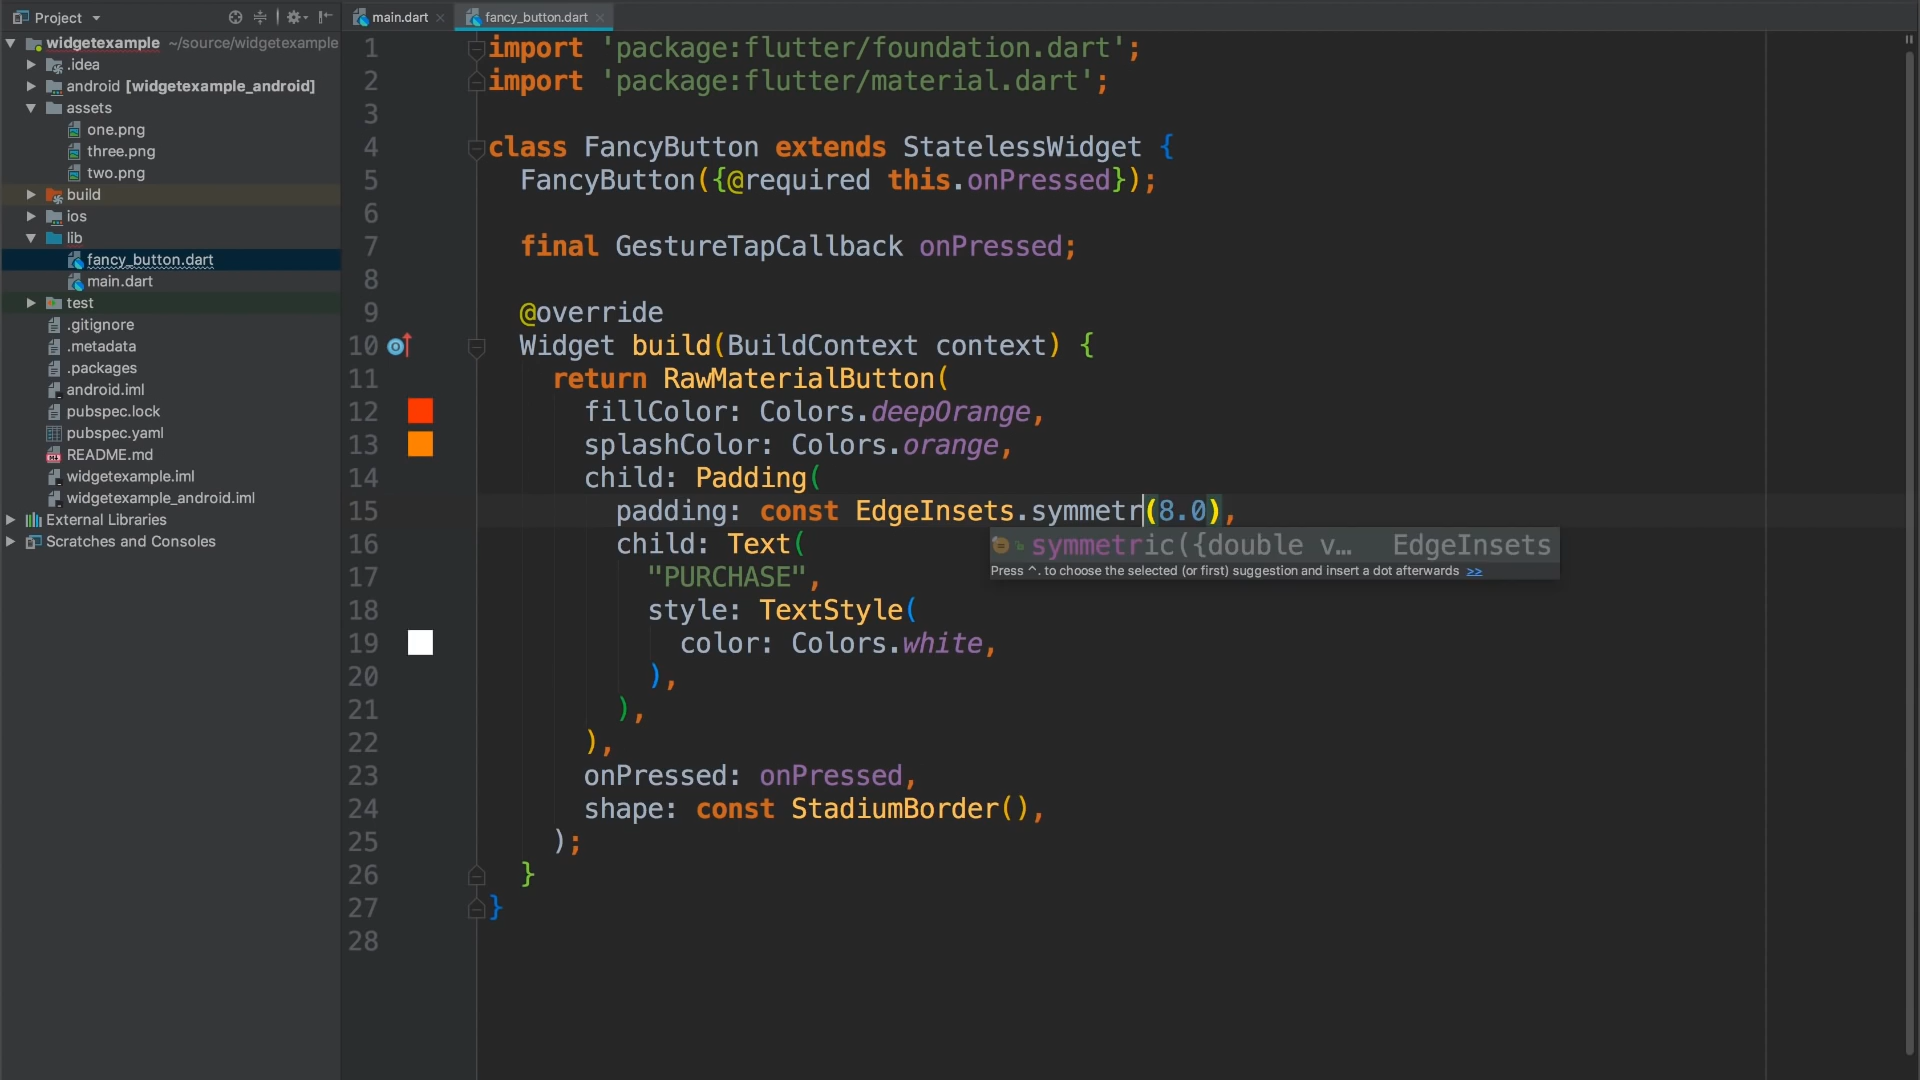 Project
main.dart
fancy_button.dart
widgetexample ~/source/widgetexample
.idea
android [widgetexample_android]
assets
one.png
three.png
two.png
build
ios
lib
fancy_button.dart
main.dart
test
.gitignore
.metadata
.packages
android.iml
pubspec.lock
pubspec.yaml
README.md
widgetexample.iml
widgetexample_android.iml
External Libraries
Scratches and Consoles
1 import 'package:flutter/foundation.dart';
2 import 'package:flutter/material.dart';
3
4 class FancyButton extends StatelessWidget {
5 FancyButton({@required this.onPressed});
6
7 final GestureTapCallback onPressed;
8
9 @override
10 Widget build(BuildContext context) {
11 return RawMaterialButton(
12 fillColor: Colors.deepOrange,
13 splashColor: Colors.orange,
14 child: Padding(
15 padding: const EdgeInsets.symmetr(8.0),
16 child: Text(
symmetric({double v… EdgeInsets
Press ^. to choose the selected (or first) suggestion and insert a dot afterwards >>
17 "PURCHASE",
18 style: TextStyle(
19 color: Colors.white,
20 ),
21 ),
22 ),
23 onPressed: onPressed,
24 shape: const StadiumBorder(),
25 );
26 }
27 }
28